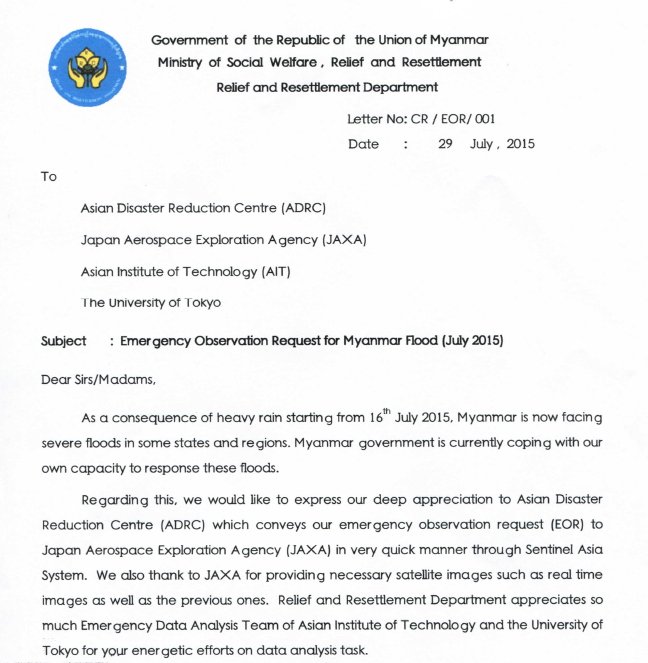 Government of the Republic of the Union of Myanmar
Ministry of Social Welfare, Relief and Resettlement
Relief and Resettlement Department
Letter No: CR / EOR/ 001
Date : 29 July, 2015
To
Asian Disaster Reduction Centre (ADRC)
Japan Aerospace Exploration Agency (JAXA)
Asian Institute of Technology (AIT)
The University of Tokyo
Subject : Emergency Observation Request for Myanmar Flood (July 2015)
Dear Sirs/Madams,
As a consequence of heavy rain starting from 16th July 2015, Myanmar is now facing
severe floods in some states and regions. Myanmar government is currently coping with our
own capacity to response these floods.
Regarding this, we would like to express our deep appreciation to Asian Disaster
Reduction Centre (ADRC) which conveys our emergency observation request (EOR) to
Japan Aerospace Exploration Agency (JAXA) in very quick manner through Sentinel Asia
System. We also thank to JAXA for providing necessary satellite images such as real time
images as well as the previous ones. Relief and Resettlement Department appreciates so
much Emergency Data Analysis Team of Asian Institute of Technology and the University of
Tokyo for your energetic efforts on data analysis task.